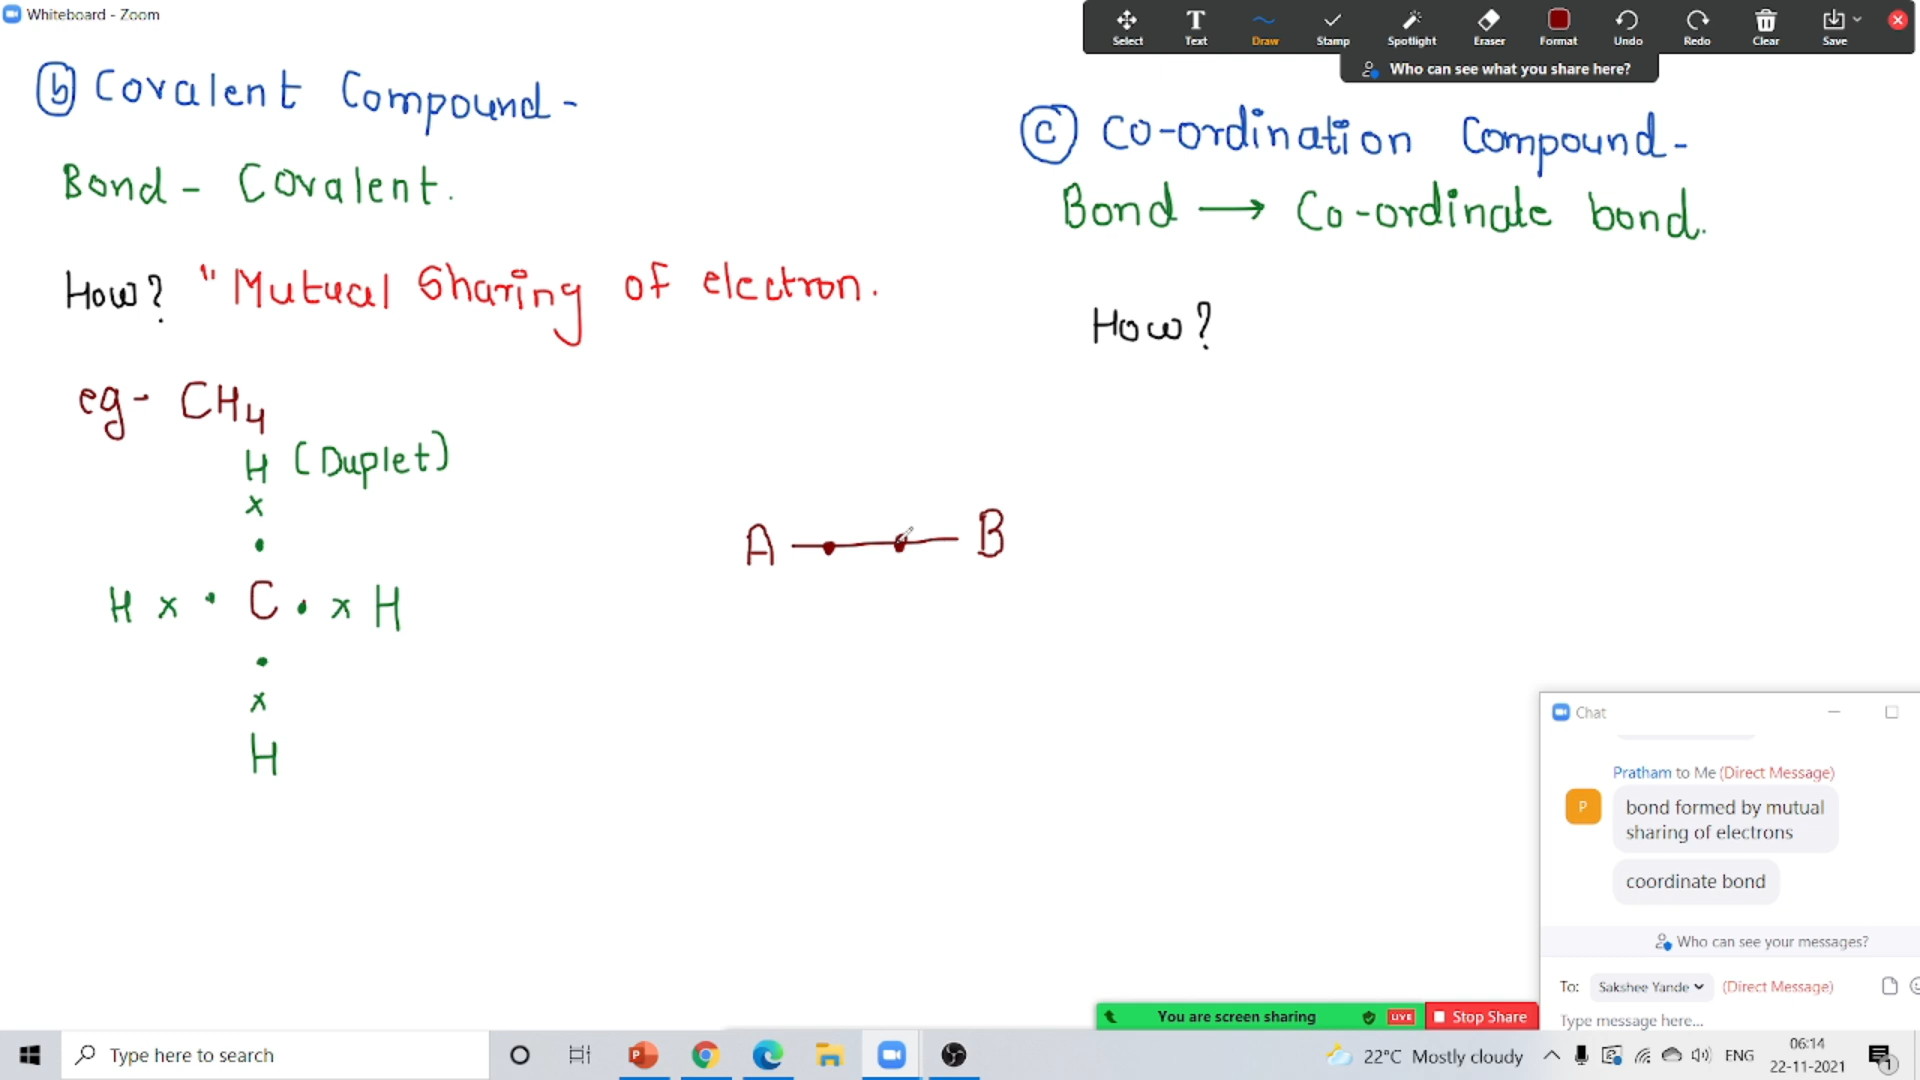 Whiteboard - Zoom
Select Text Draw Stamp Spotlight Eraser Format Undo Redo Clear Save
Who can see what you share here?
b Covalent Compound-
Bond - Covalent.
How? "Mutual Sharing of electron.
eg- CH4
H (Duplet)
x
H x • C • x H
•
x
H
A B
c Co-ordination Compound-
Bond → Co-ordinate bond.
How?
Chat
Pratham to Me (Direct Message)
P
bond formed by mutual
sharing of electrons
coordinate bond
Who can see your messages?
To: Sakshee Yande (Direct Message)
Type message here...
You are screen sharing LIVE Stop Share
Type here to search
22°C Mostly cloudy
ENG
06:14
22-11-2021
1